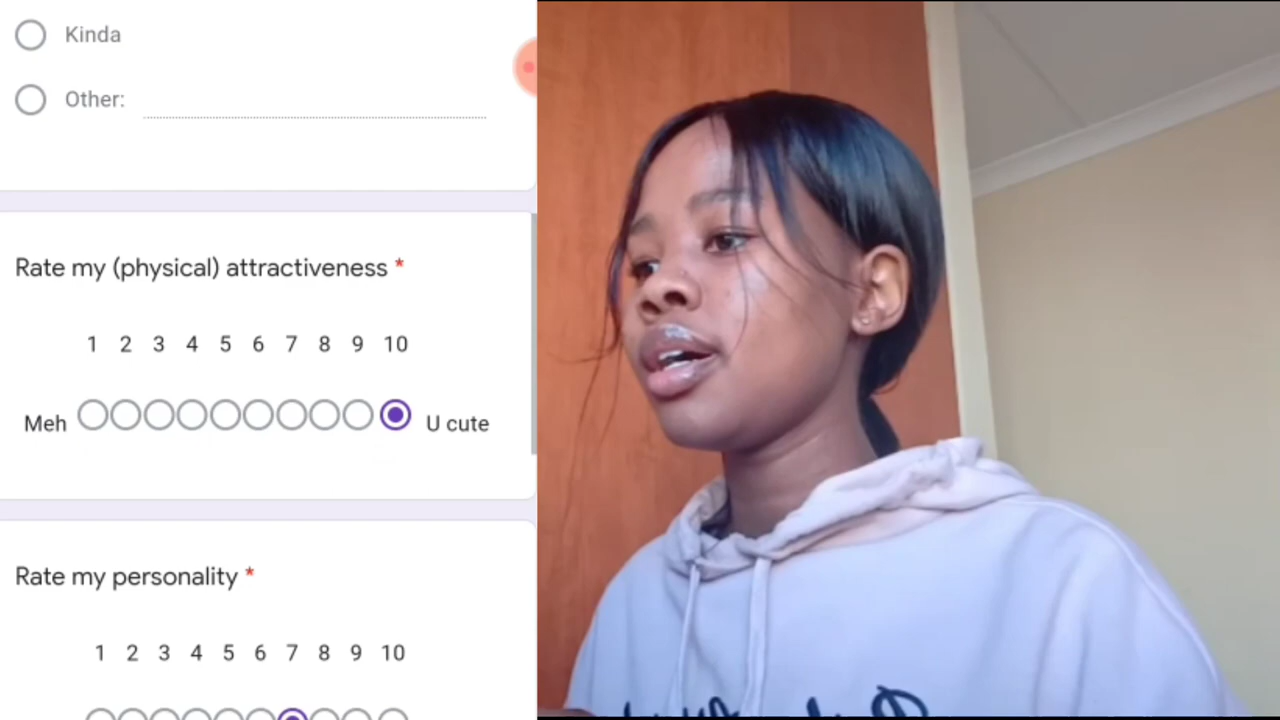 Kinda
Other:
Rate my (physical) attractiveness *
1 2 3 4 5 6 7 8 9 10
Meh U cute
Rate my personality *
1 2 3 4 5 6 7 8 9 10